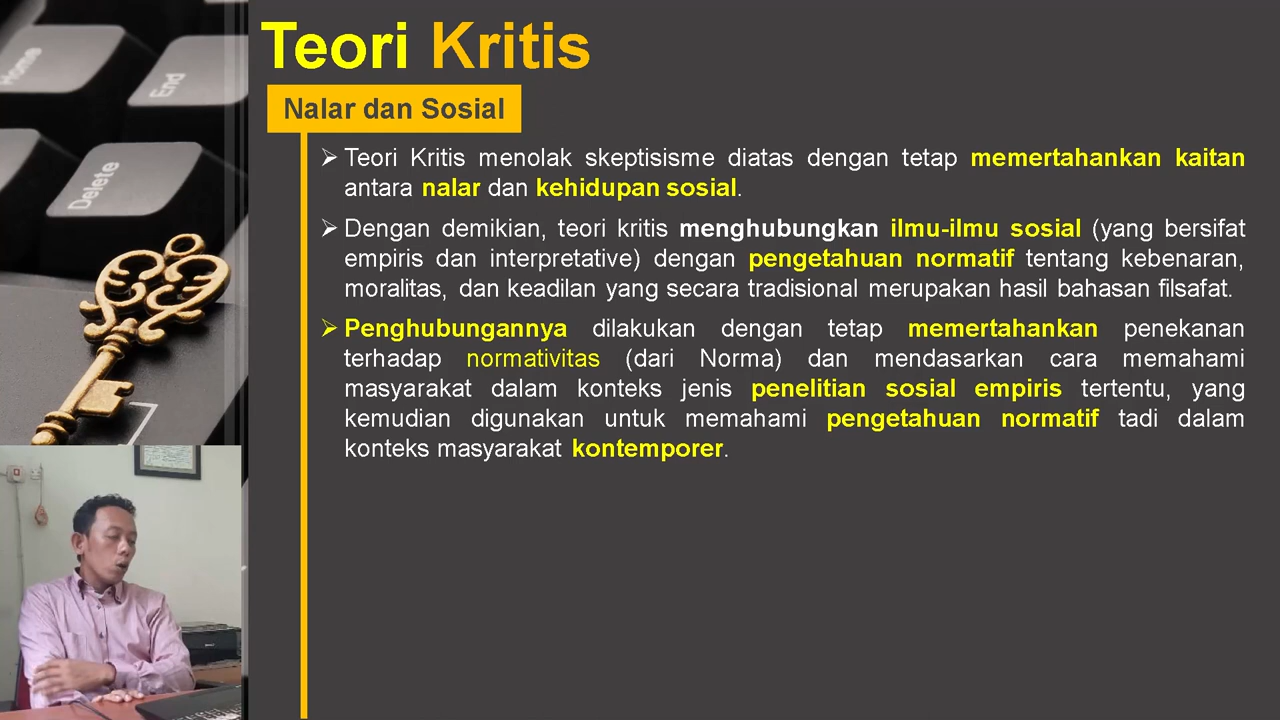 Teori Kritis
Nalar dan Sosial
➢ Teori Kritis menolak skeptisisme diatas dengan tetap memertahankan kaitan
antara nalar dan kehidupan sosial.
➢ Dengan demikian, teori kritis menghubungkan ilmu-ilmu sosial (yang bersifat
empiris dan interpretative) dengan pengetahuan normatif tentang kebenaran,
moralitas, dan keadilan yang secara tradisional merupakan hasil bahasan filsafat.
➢ Penghubungannya dilakukan dengan tetap memertahankan penekanan
terhadap normativitas (dari Norma) dan mendasarkan cara memahami
masyarakat dalam konteks jenis penelitian sosial empiris tertentu, yang
kemudian digunakan untuk memahami pengetahuan normatif tadi dalam
konteks masyarakat kontemporer.
Home
End
Delete